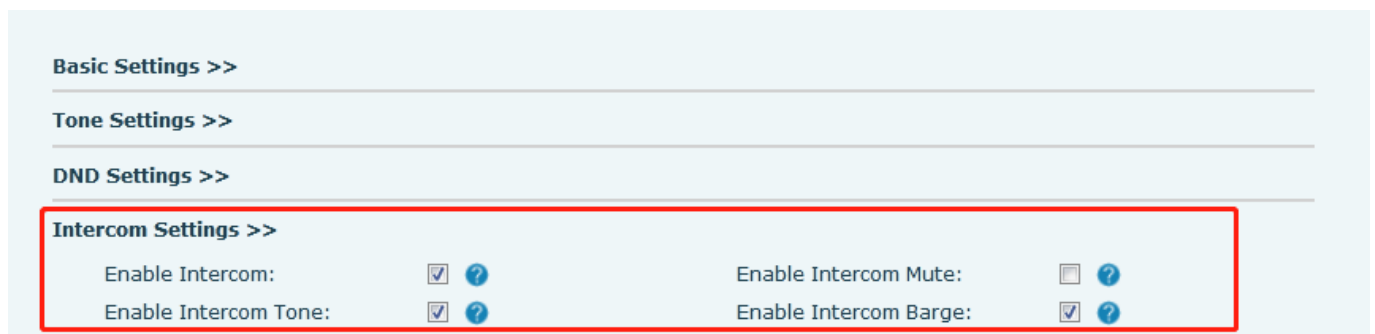 Basic Settings >>
Tone Settings >>
DND Settings >>
Intercom Settings >>
Enable Intercom: ? Enable Intercom Mute: ?
Enable Intercom Tone: ? Enable Intercom Barge: ?